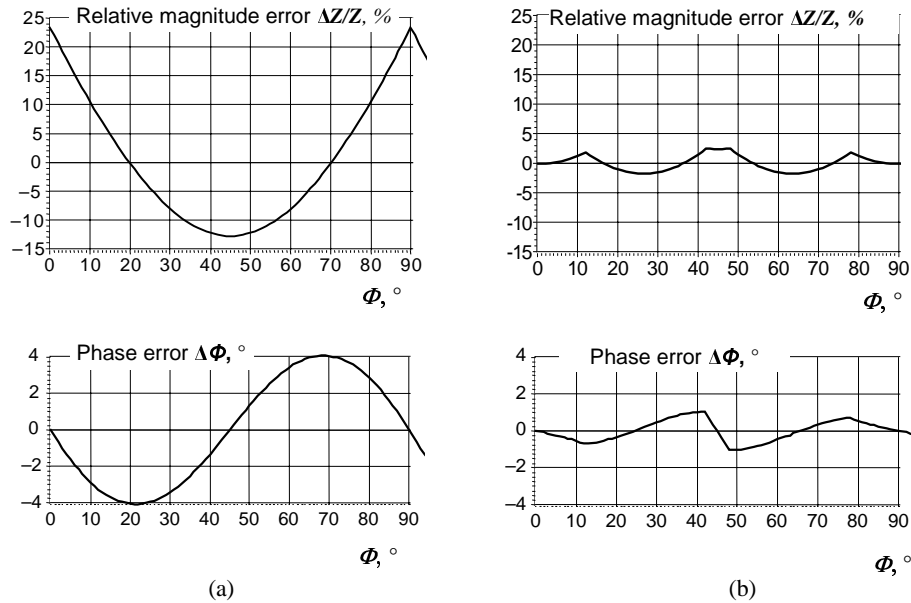 Relative magnitude error ΔZ/Z, %
25
20
15
10
5
0
–5
–10
–15
0 10 20 30 40 50 60 70 80 90
Φ, °
Phase error ΔΦ, °
4
2
0
–2
–4
0 10 20 30 40 50 60 70 80 90
Φ, °
(a)
Relative magnitude error ΔZ/Z, %
25
20
15
10
5
0
-5
-10
-15
0 10 20 30 40 50 60 70 80 90
Φ, °
Phase error ΔΦ, °
4
2
0
–2
–4
0 10 20 30 40 50 60 70 80 90
Φ, °
(b)